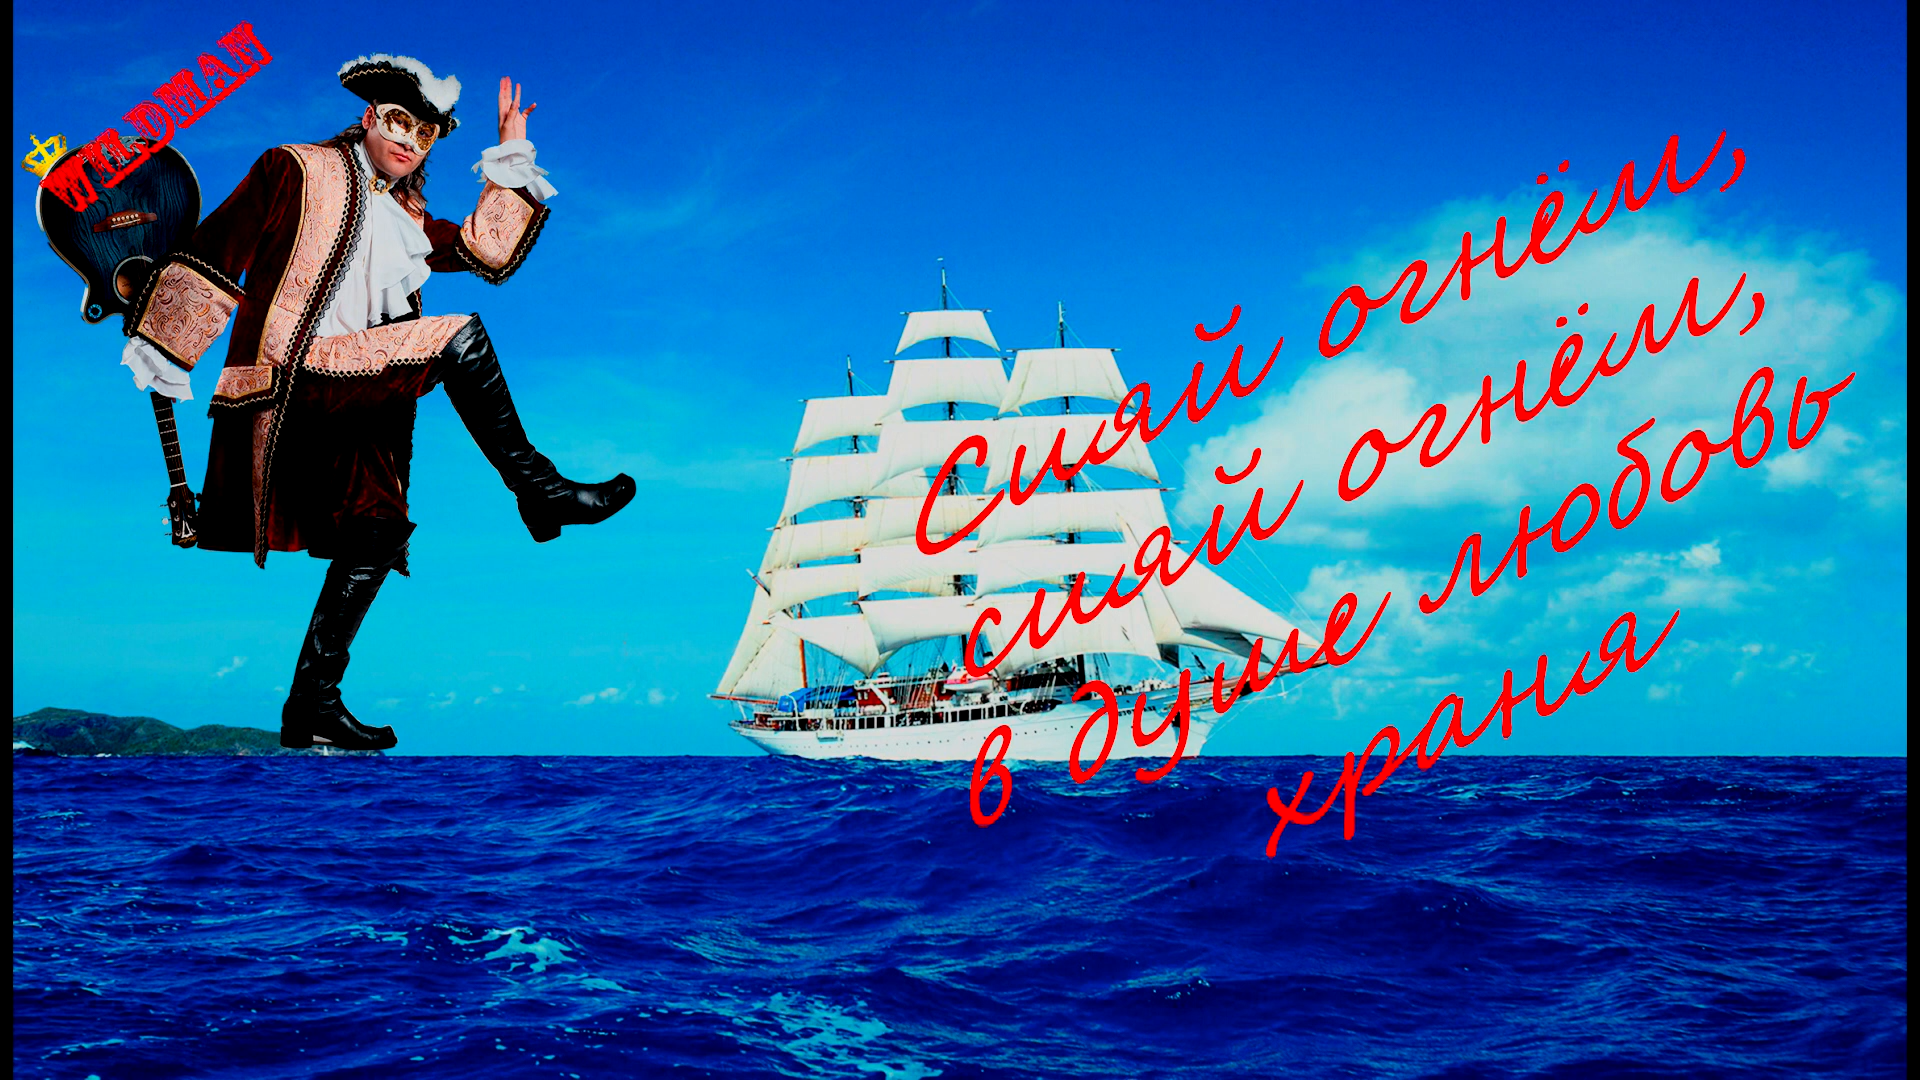 WILDMAN
Сияй огнём,
сияй огнём,
в душе любовь
храня